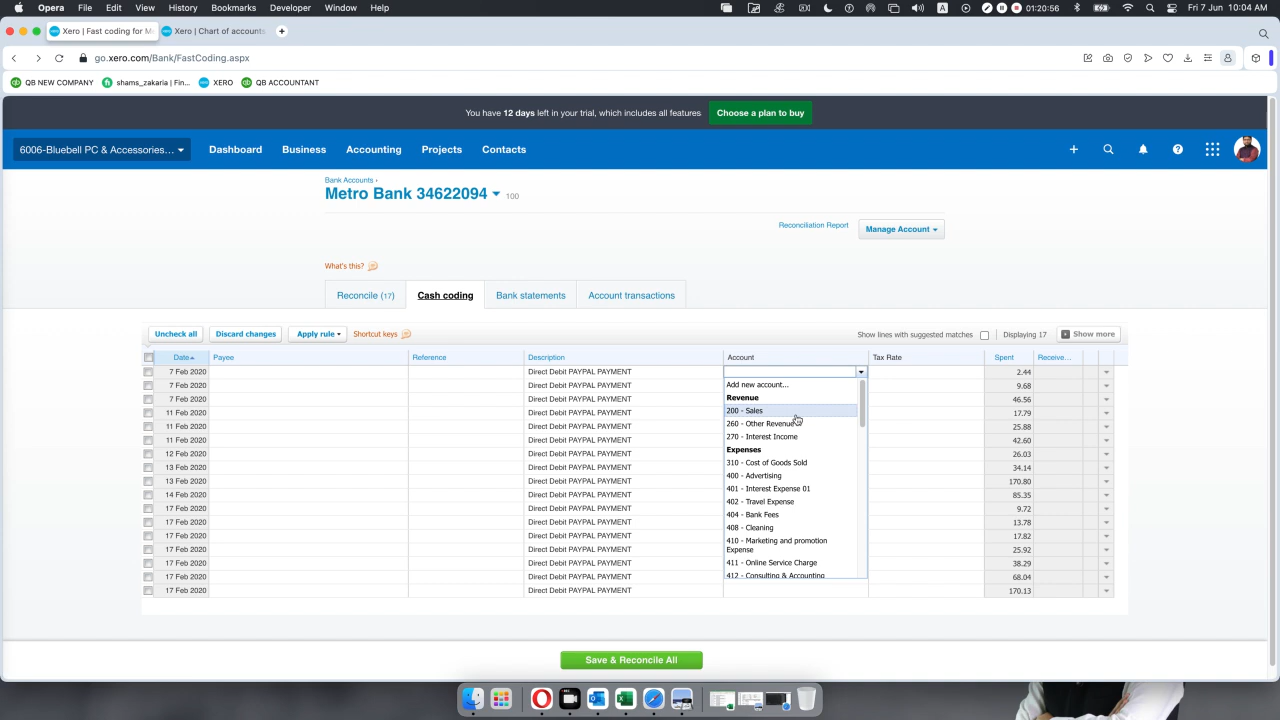 Opera File Edit View History Bookmarks Developer Window Help
Fri 7 Jun 10:04 AM
Xero | Fast coding for M
Xero | Chart of accounts
go.xero.com/Bank/FastCoding.aspx
QB NEW COMPANY shams_zakaria | Fin... XERO QB ACCOUNTANT
You have 12 days left in your trial, which includes all features Choose a plan to buy
6006-Bluebell PC & Accessories... Dashboard Business Accounting Projects Contacts
Bank Accounts ›
Metro Bank 34622094 100
Reconciliation Report Manage Account
What's this?
Reconcile (17) Cash coding Bank statements Account transactions
Uncheck all Discard changes Apply rule Shortcut keys Show lines with suggested matches Displaying 17 Show more
Date Payee Reference Description Account Tax Rate Spent Receive...
7 Feb 2020 Direct Debit PAYPAL PAYMENT 2.44
7 Feb 2020 Direct Debit PAYPAL PAYMENT 9.68
7 Feb 2020 Direct Debit PAYPAL PAYMENT 46.56
11 Feb 2020 Direct Debit PAYPAL PAYMENT 17.79
11 Feb 2020 Direct Debit PAYPAL PAYMENT 25.88
11 Feb 2020 Direct Debit PAYPAL PAYMENT 42.60
12 Feb 2020 Direct Debit PAYPAL PAYMENT 26.03
13 Feb 2020 Direct Debit PAYPAL PAYMENT 34.14
13 Feb 2020 Direct Debit PAYPAL PAYMENT 170.80
14 Feb 2020 Direct Debit PAYPAL PAYMENT 85.35
17 Feb 2020 Direct Debit PAYPAL PAYMENT 9.72
17 Feb 2020 Direct Debit PAYPAL PAYMENT 13.78
17 Feb 2020 Direct Debit PAYPAL PAYMENT 17.82
17 Feb 2020 Direct Debit PAYPAL PAYMENT 25.92
17 Feb 2020 Direct Debit PAYPAL PAYMENT 38.29
17 Feb 2020 Direct Debit PAYPAL PAYMENT 68.04
17 Feb 2020 Direct Debit PAYPAL PAYMENT 170.13
Add new account...
Revenue
200 - Sales
260 - Other Revenue
270 - Interest Income
Expenses
310 - Cost of Goods Sold
400 - Advertising
401 - Interest Expense 01
402 - Travel Expense
404 - Bank Fees
408 - Cleaning
410 - Marketing and promotion
Expense
411 - Online Service Charge
412 - Consulting & Accounting
Save & Reconcile All